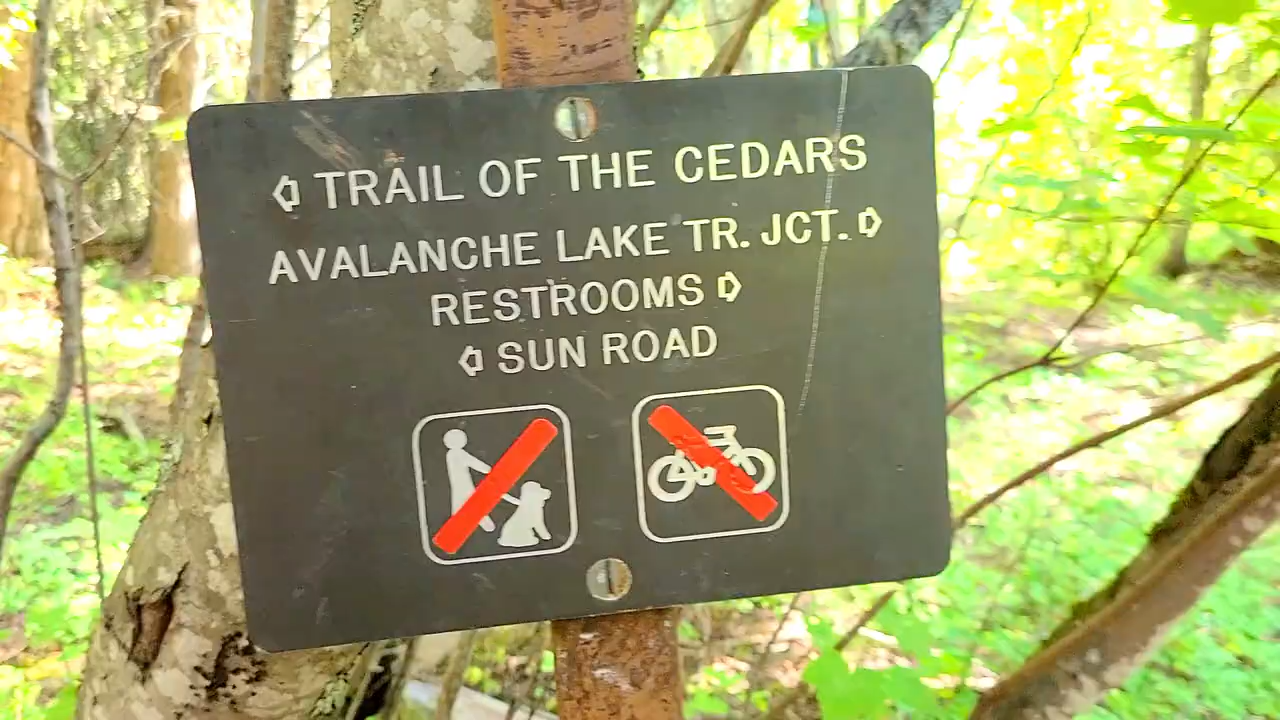 TRAIL OF THE CEDARS
AVALANCHE LAKE TR. JCT.
RESTROOMS
SUN ROAD